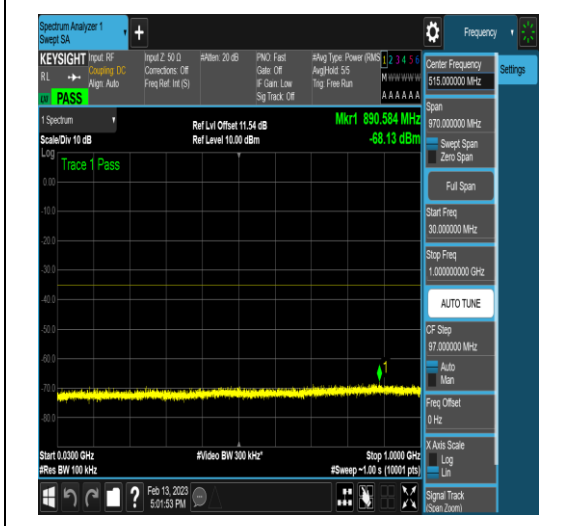 Spectrum Analyzer 1
Swept SA
+
Frequency
KEYSIGHT
RL
PASS
Input: RF
Coupling: DC
Align: Auto
Input Z: 50 Ω
Corrections: Off
Freq Ref: Int (S)
#Atten: 20 dB
PNO: Fast
Gate: Off
IF Gain: Low
Sig Track: Off
#Avg Type: Power (RMS
Avg|Hold: 5/5
Trig: Free Run
1 2 3 4 5 6
M W W W W W
A A A A A A
1 Spectrum
Scale/Div 10 dB
Ref Lvl Offset 11.54 dB
Ref Level 10.00 dBm
Mkr1 890.584 MHz
-68.13 dBm
Log
Trace 1 Pass
0.00
-10.0
-20.0
-30.0
-40.0
-50.0
-60.0
-70.0
-80.0
1
Start 0.0300 GHz
#Res BW 100 kHz
#Video BW 300 kHz*
Stop 1.0000 GHz
#Sweep ~1.00 s (10001 pts)
Feb 13, 2023
5:01:53 PM
Center Frequency
515.000000 MHz
Settings
Span
970.000000 MHz
Swept Span
Zero Span
Full Span
Start Freq
30.000000 MHz
Stop Freq
1.000000000 GHz
AUTO TUNE
CF Step
97.000000 MHz
Auto
Man
Freq Offset
0 Hz
X Axis Scale
Log
Lin
Signal Track
(Span Zoom)